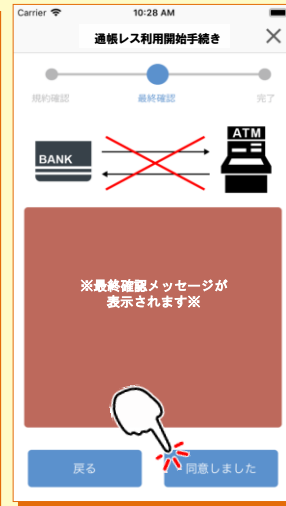 Carrier 10:28 AM
通帳レス利用開始手続き
規約確認 最終確認 完了
BANK ATM
※最終確認メッセージが
表示されます※
戻る 同意しました